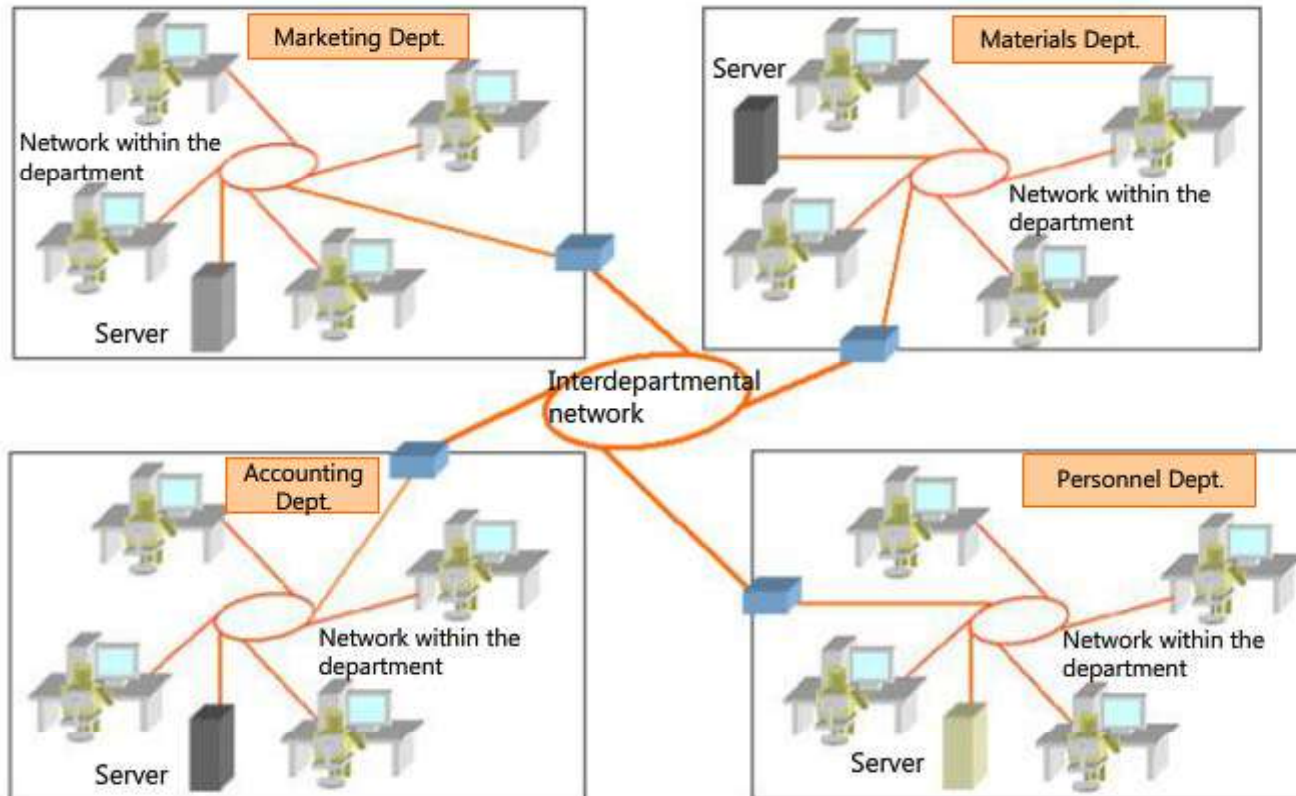 Marketing Dept.
Network within the
department
Server
Materials Dept.
Server
Network within the
department
Interdepartmental
network
Accounting
Dept.
Network within the
department
Server
Personnel Dept.
Network within the
department
Server